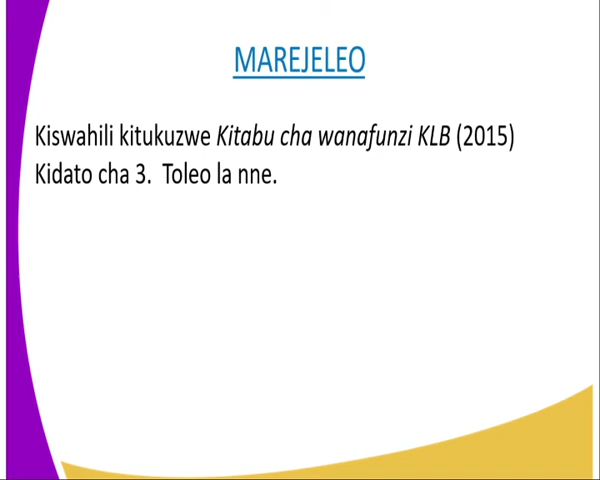 MAREJELEO
Kiswahili kitukuzwe Kitabu cha wanafunzi KLB (2015)
Kidato cha 3.  Toleo la nne.